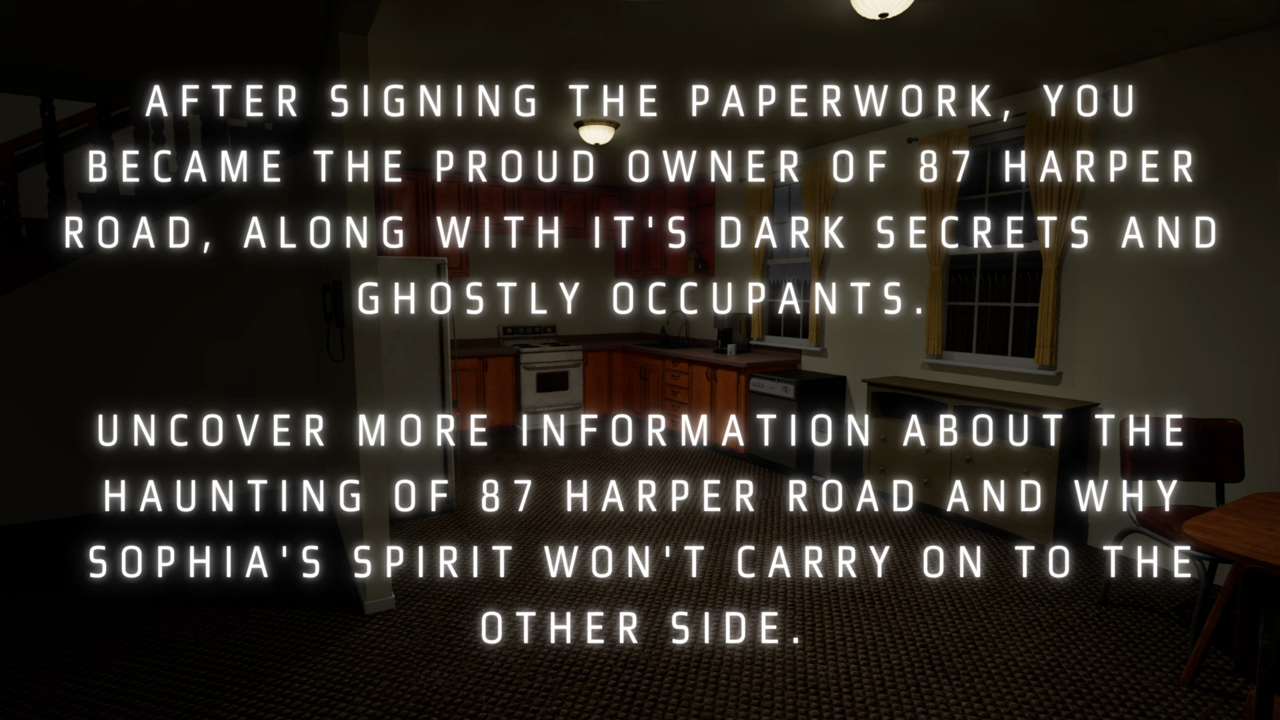 AFTER SIGNING THE PAPERWORK, YOU
BECAME THE PROUD OWNER OF 87 HARPER
ROAD, ALONG WITH IT'S DARK SECRETS AND
GHOSTLY OCCUPANTS.
UNCOVER MORE INFORMATION ABOUT THE
HAUNTING OF 87 HARPER ROAD AND WHY
SOPHIA'S SPIRIT WON'T CARRY ON TO THE
OTHER SIDE.